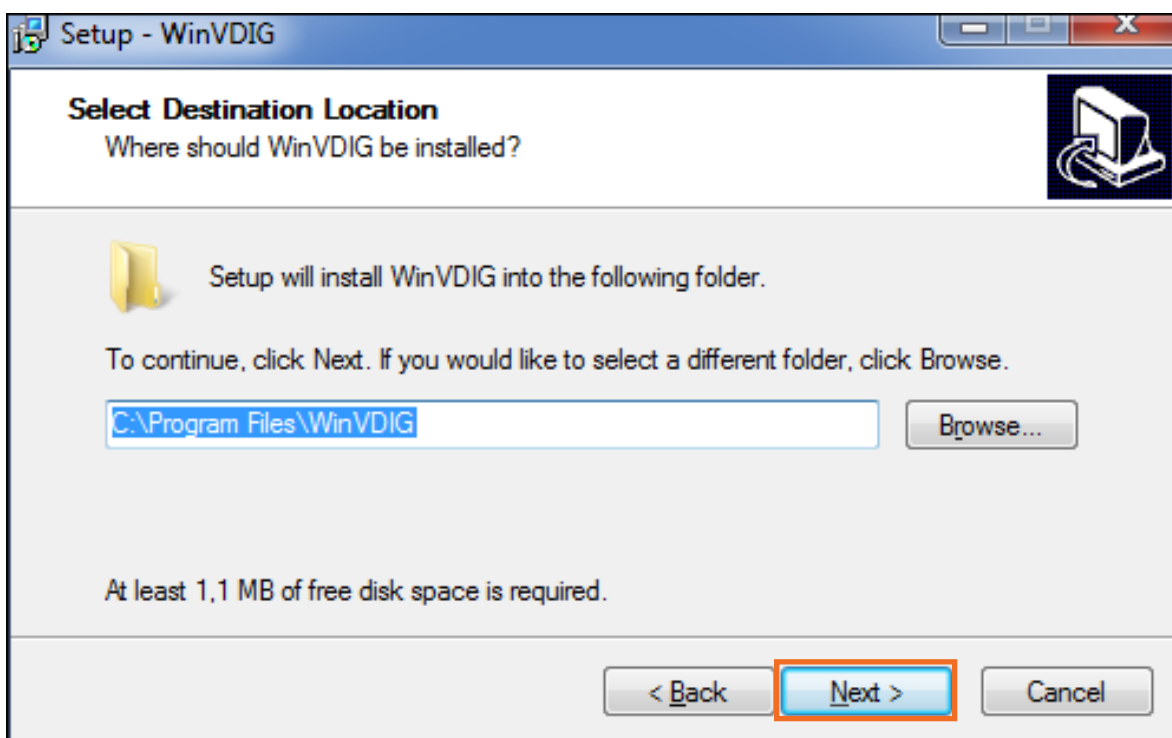 Setup - WinVDIG
Select Destination Location
Where should WinVDIG be installed?
Setup will install WinVDIG into the following folder.
To continue, click Next. If you would like to select a different folder, click Browse.
C:\Program Files\WinVDIG
Browse...
At least 1,1 MB of free disk space is required.
< Back
Next >
Cancel